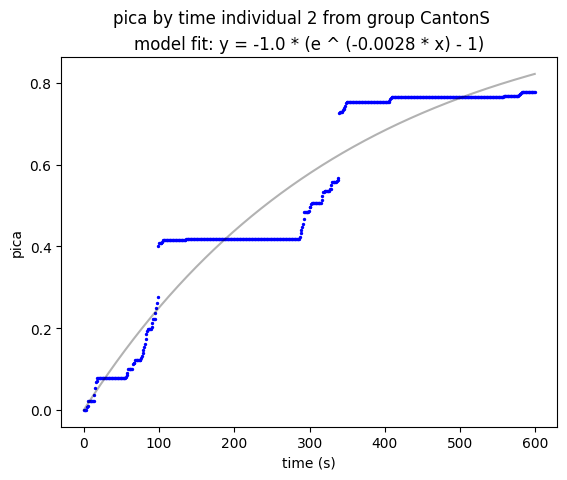 pica by time individual 2 from group CantonS
model fit: y = -1.0 * (e ^ (-0.0028 * x) - 1)
0.8
0.6
0.4
0.2
0.0
pica
0 100 200 300 400 500 600
time (s)